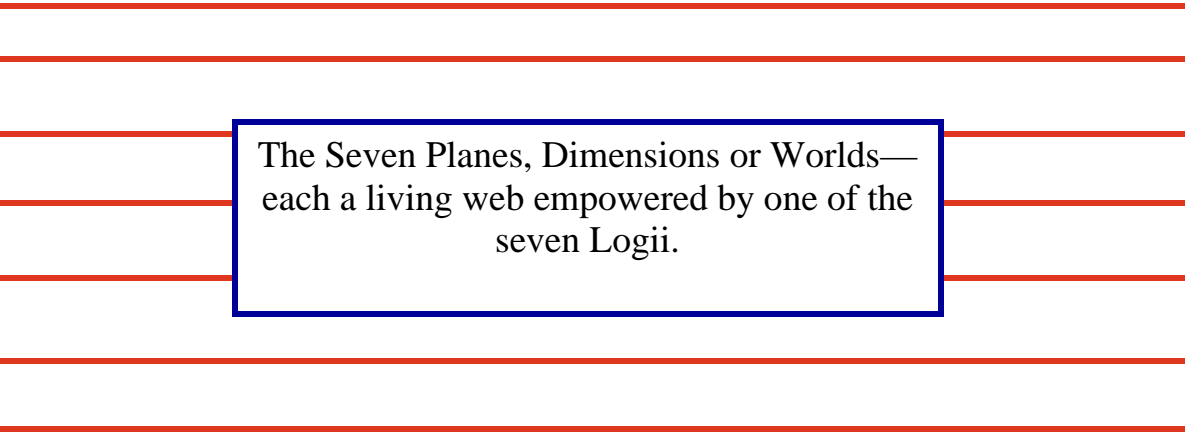 The Seven Planes, Dimensions or Worlds—
each a living web empowered by one of the
seven Logii.